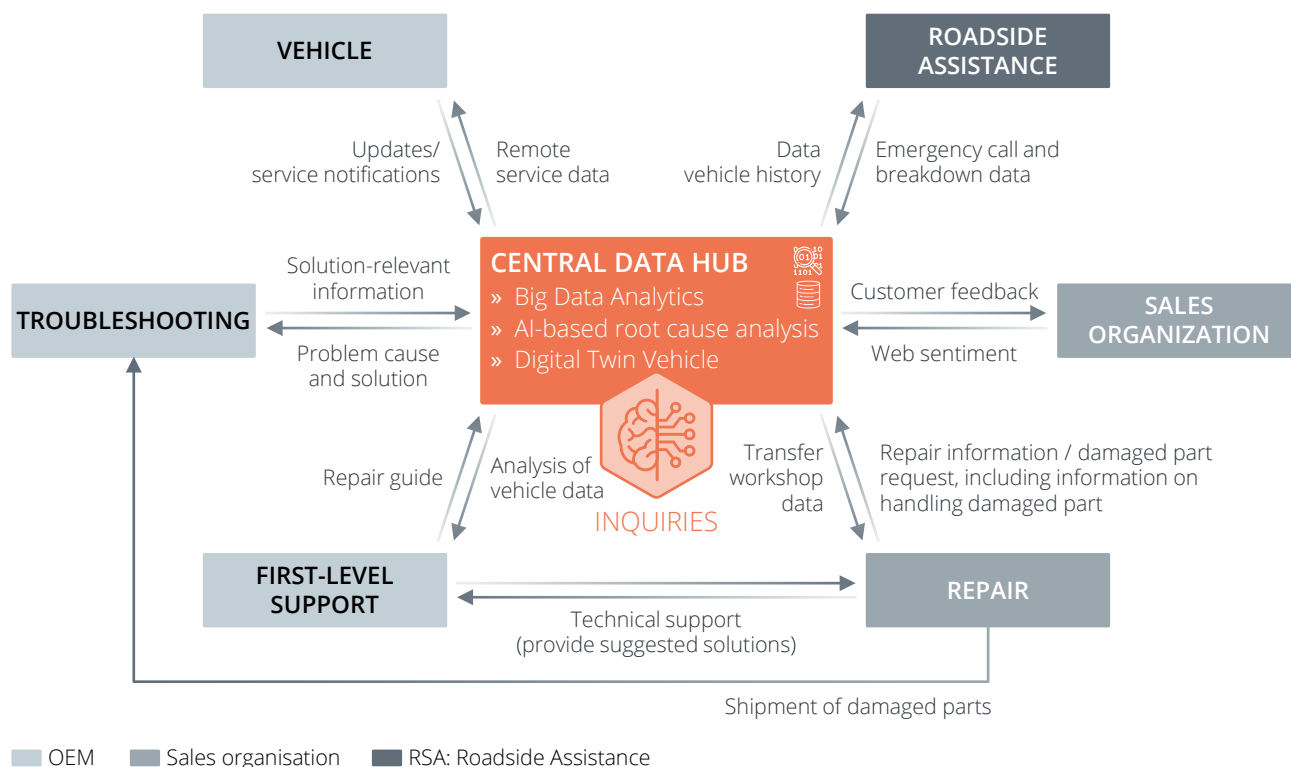 VEHICLE
ROADSIDE
ASSISTANCE
Updates/
service notifications
Remote
service data
Data
vehicle history
Emergency call and
breakdown data
CENTRAL DATA HUB
» Big Data Analytics
» AI-based root cause analysis
» Digital Twin Vehicle
10
01
01
1101
Solution-relevant
information
TROUBLESHOOTING
Problem cause
and solution
Customer feedback
SALES
ORGANIZATION
Web sentiment
Repair guide
Analysis of
vehicle data
INQUIRIES
Transfer
workshop
data
Repair information / damaged part
request, including information on
handling damaged part
FIRST-LEVEL
SUPPORT
REPAIR
Technical support
(provide suggested solutions)
Shipment of damaged parts
OEM
Sales organisation
RSA: Roadside Assistance